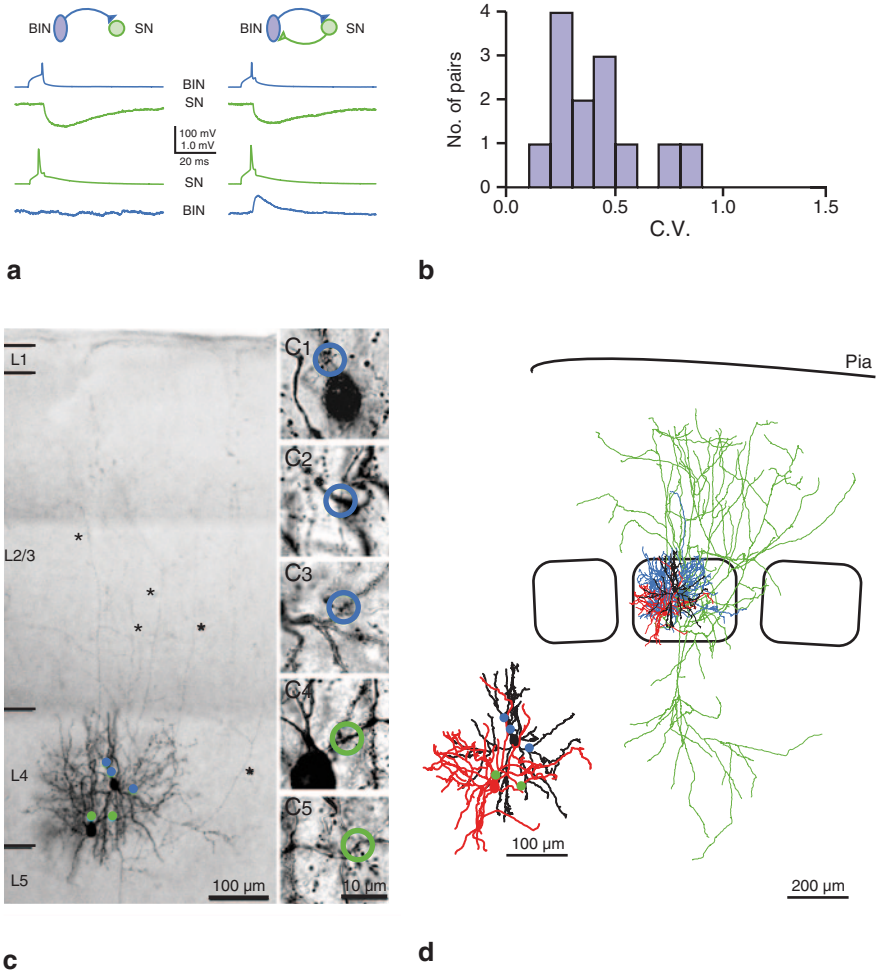 BIN SN BIN SN
BIN
SN
100 mV
1.0 mV
20 ms
SN
BIN
a
No. of pairs
4
3
2
1
0
0.0 0.5 1.0 1.5
C.V.
b
L1
L2/3
L4
L5
*
*
*
*
*
100 µm
C1
C2
C3
C4
C5
10 µm
c
Pia
100 µm
200 µm
d